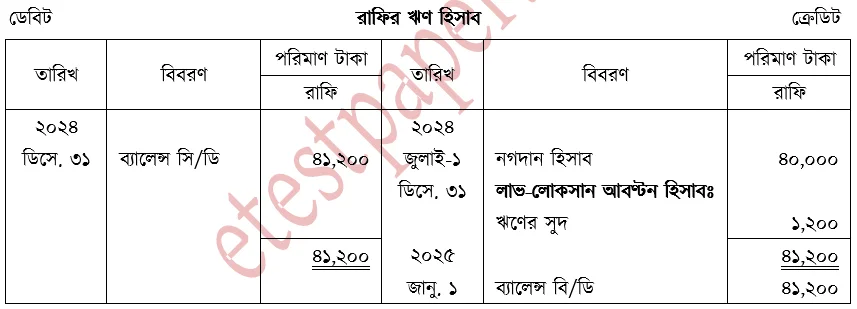 ডেবিট রাফির ঋণ হিসাব ক্রেডিট
তারিখ বিবরণ পরিমাণ টাকা তারিখ বিবরণ পরিমাণ টাকা
রাফি রাফি
২০২৪ ২০২৪
ডিসে. ৩১ ব্যালেন্স সি/ডি ৪১,২০০ জুলাই-১ নগদান হিসাব ৪০,০০০
ডিসে. ৩১ লাভ-লোকসান আবণ্টন হিসাবঃ
ঋণের সুদ ১,২০০
৪১,২০০ ২০২৫ ৪১,২০০
জানু. ১ ব্যালেন্স বি/ডি ৪১,২০০
etestpaper